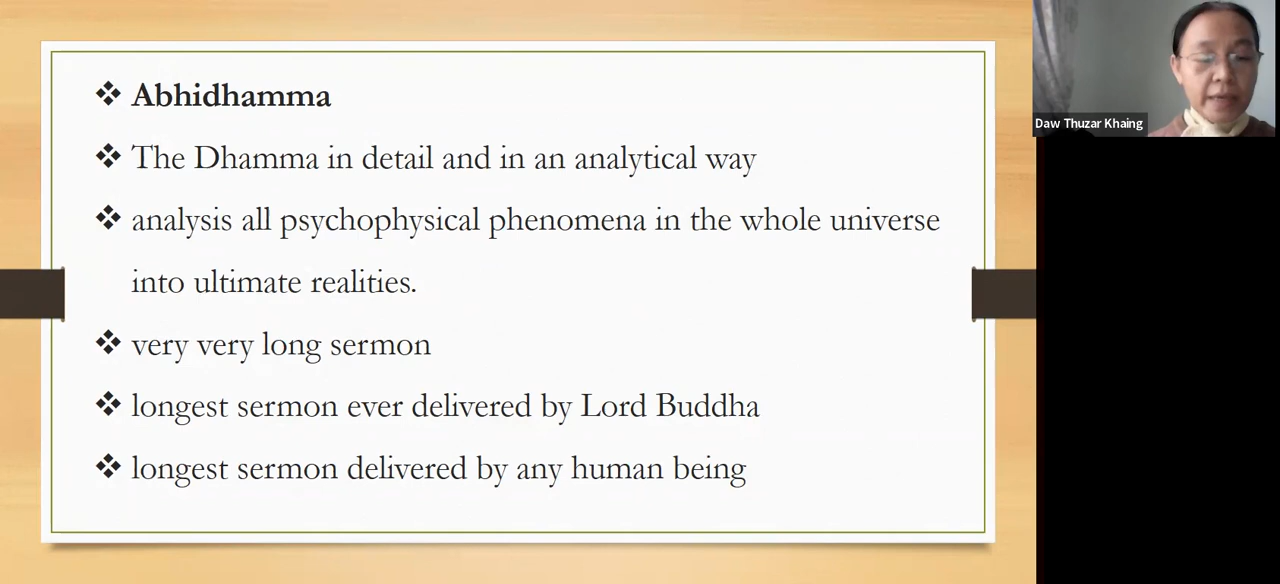 ❖ Abhidhamma
❖ The Dhamma in detail and in an analytical way
❖ analysis all psychophysical phenomena in the whole universe
into ultimate realities.
❖ very very long sermon
❖ longest sermon ever delivered by Lord Buddha
❖ longest sermon delivered by any human being
Daw Thuzar Khaing